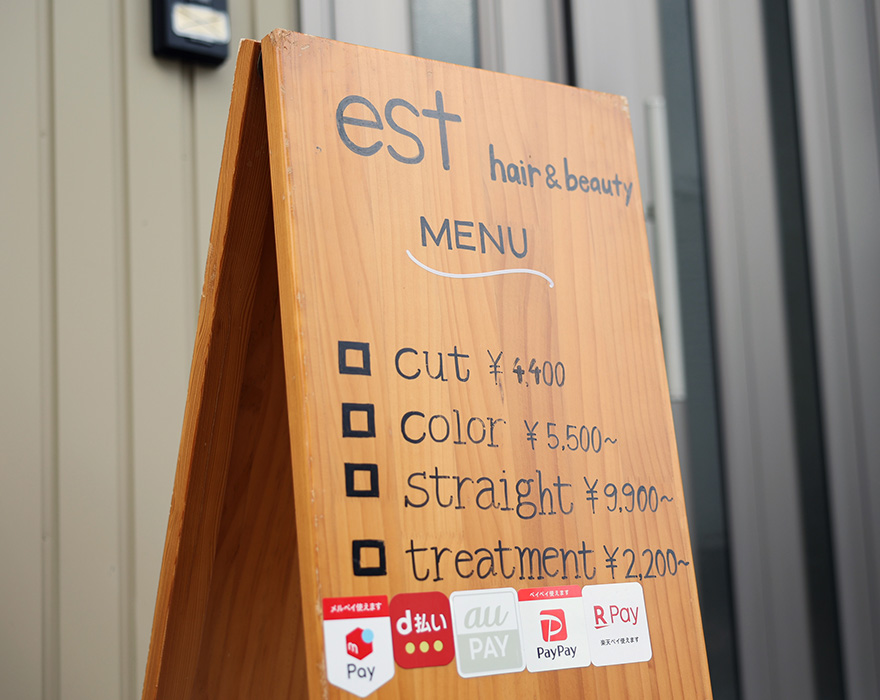 est
hair & beauty
MENU
cut ¥4,400
color ¥5,500~
straight ¥9,900~
treatment ¥2,200~
メルペイ使えます
m
Pay
d払い
au
PAY
ペイペイ使えます
P
PayPay
R Pay
楽天ペイ使えます